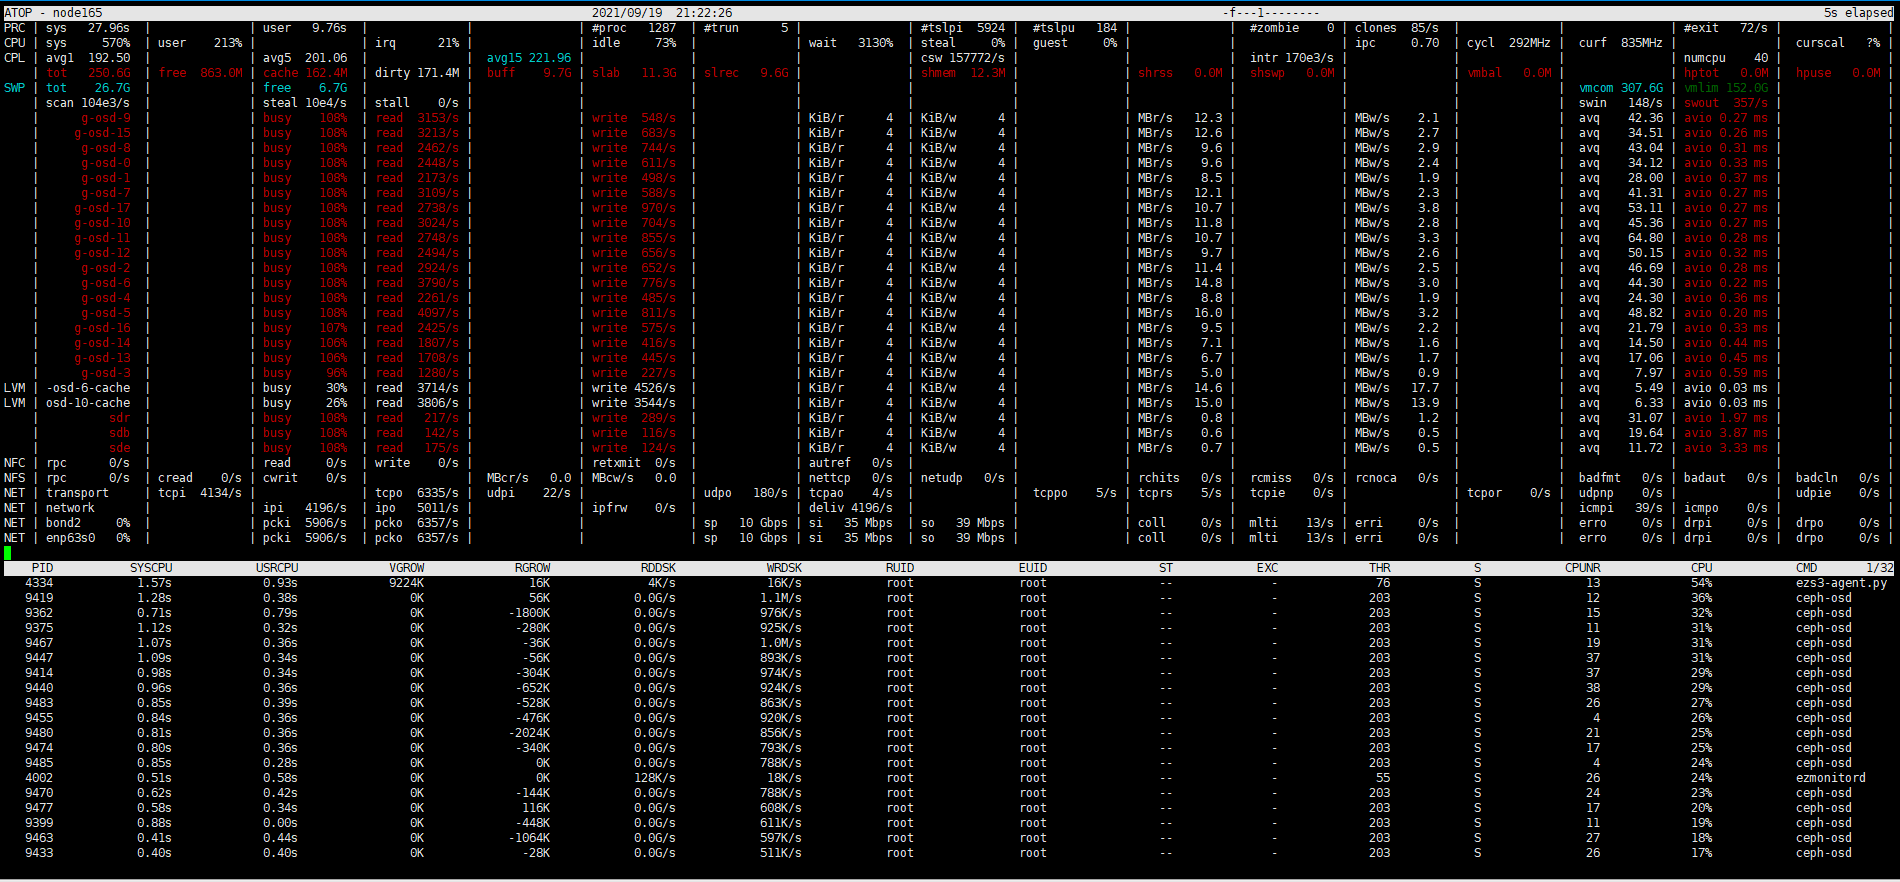 ATOP - node165 2021/09/19 21:22:26 -f---1-------- 5s elapsed
PRC | sys 27.96s | user 9.76s | | #proc 1287 | #trun 5 | | #tslpi 5924 | #tslpu 184 | | #zombie 0 | clones 85/s | | | #exit 72/s | |
CPU | sys 570% | user 213% | | irq 21% | | idle 73% | | wait 3130% | steal 0% | guest 0% | | | ipc 0.70 | cycl 292MHz | curf 835MHz | | curscal ?% |
CPL | avg1 192.50 | | avg5 201.06 | | avg15 221.96 | | | | csw 157772/s | | | intr 170e3/s | | | | numcpu 40 | |
| tot 250.6G | free 863.0M | cache 162.4M | dirty 171.4M | buff 9.7G | slab 11.3G | slrec 9.6G | | shmem 12.3M | | shrss 0.0M | shswp 0.0M | | vmbal 0.0M | | hptot 0.0M | hpuse 0.0M |
SWP | tot 26.7G | | free 6.7G | | | | | | | | | | | | vmcom 307.6G | vmlim 152.0G | |
| scan 104e3/s | | steal 10e4/s | stall 0/s | | | | | | | | | | | swin 148/s | swout 357/s | |
| g-osd-9 | | busy 108% | read 3153/s | | write 548/s | | KiB/r 4 | KiB/w 4 | | MBr/s 12.3 | | MBw/s 2.1 | | avq 42.36 | avio 0.27 ms | |
| g-osd-15 | | busy 108% | read 3213/s | | write 683/s | | KiB/r 4 | KiB/w 4 | | MBr/s 12.6 | | MBw/s 2.7 | | avq 34.51 | avio 0.26 ms | |
| g-osd-8 | | busy 108% | read 2462/s | | write 744/s | | KiB/r 4 | KiB/w 4 | | MBr/s 9.6 | | MBw/s 2.9 | | avq 43.04 | avio 0.31 ms | |
| g-osd-0 | | busy 108% | read 2448/s | | write 611/s | | KiB/r 4 | KiB/w 4 | | MBr/s 9.6 | | MBw/s 2.4 | | avq 34.12 | avio 0.33 ms | |
| g-osd-1 | | busy 108% | read 2173/s | | write 498/s | | KiB/r 4 | KiB/w 4 | | MBr/s 8.5 | | MBw/s 1.9 | | avq 28.00 | avio 0.37 ms | |
| g-osd-7 | | busy 108% | read 3109/s | | write 588/s | | KiB/r 4 | KiB/w 4 | | MBr/s 12.1 | | MBw/s 2.3 | | avq 41.31 | avio 0.27 ms | |
| g-osd-17 | | busy 108% | read 2738/s | | write 970/s | | KiB/r 4 | KiB/w 4 | | MBr/s 10.7 | | MBw/s 3.8 | | avq 53.11 | avio 0.27 ms | |
| g-osd-10 | | busy 108% | read 3024/s | | write 704/s | | KiB/r 4 | KiB/w 4 | | MBr/s 11.8 | | MBw/s 2.8 | | avq 45.36 | avio 0.27 ms | |
| g-osd-11 | | busy 108% | read 2748/s | | write 855/s | | KiB/r 4 | KiB/w 4 | | MBr/s 10.7 | | MBw/s 3.3 | | avq 64.80 | avio 0.28 ms | |
| g-osd-12 | | busy 108% | read 2494/s | | write 656/s | | KiB/r 4 | KiB/w 4 | | MBr/s 9.7 | | MBw/s 2.6 | | avq 50.15 | avio 0.32 ms | |
| g-osd-2 | | busy 108% | read 2924/s | | write 652/s | | KiB/r 4 | KiB/w 4 | | MBr/s 11.4 | | MBw/s 2.5 | | avq 46.69 | avio 0.28 ms | |
| g-osd-6 | | busy 108% | read 3790/s | | write 776/s | | KiB/r 4 | KiB/w 4 | | MBr/s 14.8 | | MBw/s 3.0 | | avq 44.30 | avio 0.22 ms | |
| g-osd-4 | | busy 108% | read 2261/s | | write 485/s | | KiB/r 4 | KiB/w 4 | | MBr/s 8.8 | | MBw/s 1.9 | | avq 24.30 | avio 0.36 ms | |
| g-osd-5 | | busy 108% | read 4097/s | | write 811/s | | KiB/r 4 | KiB/w 4 | | MBr/s 16.0 | | MBw/s 3.2 | | avq 48.82 | avio 0.20 ms | |
| g-osd-16 | | busy 107% | read 2425/s | | write 575/s | | KiB/r 4 | KiB/w 4 | | MBr/s 9.5 | | MBw/s 2.2 | | avq 21.79 | avio 0.33 ms | |
| g-osd-14 | | busy 106% | read 1807/s | | write 416/s | | KiB/r 4 | KiB/w 4 | | MBr/s 7.1 | | MBw/s 1.6 | | avq 14.50 | avio 0.44 ms | |
| g-osd-13 | | busy 106% | read 1708/s | | write 445/s | | KiB/r 4 | KiB/w 4 | | MBr/s 6.7 | | MBw/s 1.7 | | avq 17.06 | avio 0.45 ms | |
| g-osd-3 | | busy 96% | read 1280/s | | write 227/s | | KiB/r 4 | KiB/w 4 | | MBr/s 5.0 | | MBw/s 0.9 | | avq 7.97 | avio 0.59 ms | |
LVM | -osd-6-cache | | busy 30% | read 3714/s | | write 4526/s | | KiB/r 4 | KiB/w 4 | | MBr/s 14.6 | | MBw/s 17.7 | | avq 5.49 | avio 0.03 ms | |
LVM | osd-10-cache | | busy 26% | read 3806/s | | write 3544/s | | KiB/r 4 | KiB/w 4 | | MBr/s 15.0 | | MBw/s 13.9 | | avq 6.33 | avio 0.03 ms | |
| sdr | | busy 108% | read 217/s | | write 289/s | | KiB/r 4 | KiB/w 4 | | MBr/s 0.8 | | MBw/s 1.2 | | avq 31.07 | avio 1.97 ms | |
| sdb | | busy 108% | read 142/s | | write 116/s | | KiB/r 4 | KiB/w 4 | | MBr/s 0.6 | | MBw/s 0.5 | | avq 19.64 | avio 3.87 ms | |
| sde | | busy 108% | read 175/s | | write 124/s | | KiB/r 4 | KiB/w 4 | | MBr/s 0.7 | | MBw/s 0.5 | | avq 11.72 | avio 3.33 ms | |
NFC | rpc 0/s | | read 0/s | write 0/s | | retxmit 0/s | | autref 0/s | | | | | | | | | |
NFS | rpc 0/s | cread 0/s | cwrit 0/s | | MBcr/s 0.0 | MBcw/s 0.0 | | nettcp 0/s | netudp 0/s | | rchits 0/s | rcmiss 0/s | rcnoca 0/s | | badfmt 0/s | badaut 0/s | badcln 0/s |
NET | transport | tcpi 4134/s | | tcpo 6335/s | udpi 22/s | | udpo 180/s | tcpao 4/s | | tcppo 5/s | tcprs 5/s | tcpie 0/s | | tcpor 0/s | udpnp 0/s | | udpie 0/s |
NET | network | | ipi 4196/s | ipo 5011/s | | ipfrw 0/s | | deliv 4196/s | | | | | | | icmpi 39/s | icmpo 0/s | |
NET | bond2 0% | | pcki 5906/s | pcko 6357/s | | | sp 10 Gbps | si 35 Mbps | so 39 Mbps | | coll 0/s | mlti 13/s | erri 0/s | | erro 0/s | drpi 0/s | drpo 0/s |
NET | enp63s0 0% | | pcki 5906/s | pcko 6357/s | | | sp 10 Gbps | si 35 Mbps | so 39 Mbps | | coll 0/s | mlti 13/s | erri 0/s | | erro 0/s | drpi 0/s | drpo 0/s |
PID SYSCPU USRCPU VGROW RGROW RDDSK WRDSK RUID EUID ST EXC THR S CPUNR CPU CMD 1/32
4334 1.57s 0.93s 9224K 16K 4K/s 16K/s root root -- - 76 S 13 54% ezs3-agent.py
9419 1.28s 0.38s 0K 56K 0.0G/s 1.1M/s root root -- - 203 S 12 36% ceph-osd
9362 0.71s 0.79s 0K -1800K 0.0G/s 976K/s root root -- - 203 S 15 32% ceph-osd
9375 1.12s 0.32s 0K -280K 0.0G/s 925K/s root root -- - 203 S 11 31% ceph-osd
9467 1.07s 0.36s 0K -36K 0.0G/s 1.0M/s root root -- - 203 S 19 31% ceph-osd
9447 1.09s 0.34s 0K -56K 0.0G/s 893K/s root root -- - 203 S 37 31% ceph-osd
9414 0.98s 0.34s 0K -304K 0.0G/s 974K/s root root -- - 203 S 37 29% ceph-osd
9440 0.96s 0.36s 0K -652K 0.0G/s 924K/s root root -- - 203 S 38 29% ceph-osd
9483 0.85s 0.39s 0K -528K 0.0G/s 863K/s root root -- - 203 S 26 27% ceph-osd
9455 0.84s 0.36s 0K -476K 0.0G/s 920K/s root root -- - 203 S 4 26% ceph-osd
9480 0.81s 0.36s 0K -2024K 0.0G/s 856K/s root root -- - 203 S 21 25% ceph-osd
9474 0.80s 0.36s 0K -340K 0.0G/s 793K/s root root -- - 203 S 17 25% ceph-osd
9485 0.85s 0.28s 0K 0K 0.0G/s 788K/s root root -- - 203 S 4 24% ceph-osd
4002 0.51s 0.58s 0K 0K 128K/s 18K/s root root -- - 55 S 26 24% ezmonitord
9470 0.62s 0.42s 0K -144K 0.0G/s 788K/s root root -- - 203 S 24 23% ceph-osd
9477 0.58s 0.34s 0K 116K 0.0G/s 608K/s root root -- - 203 S 17 20% ceph-osd
9399 0.88s 0.00s 0K -448K 0.0G/s 611K/s root root -- - 203 S 11 19% ceph-osd
9463 0.41s 0.44s 0K -1064K 0.0G/s 597K/s root root -- - 203 S 27 18% ceph-osd
9433 0.40s 0.40s 0K -28K 0.0G/s 511K/s root root -- - 203 S 26 17% ceph-osd